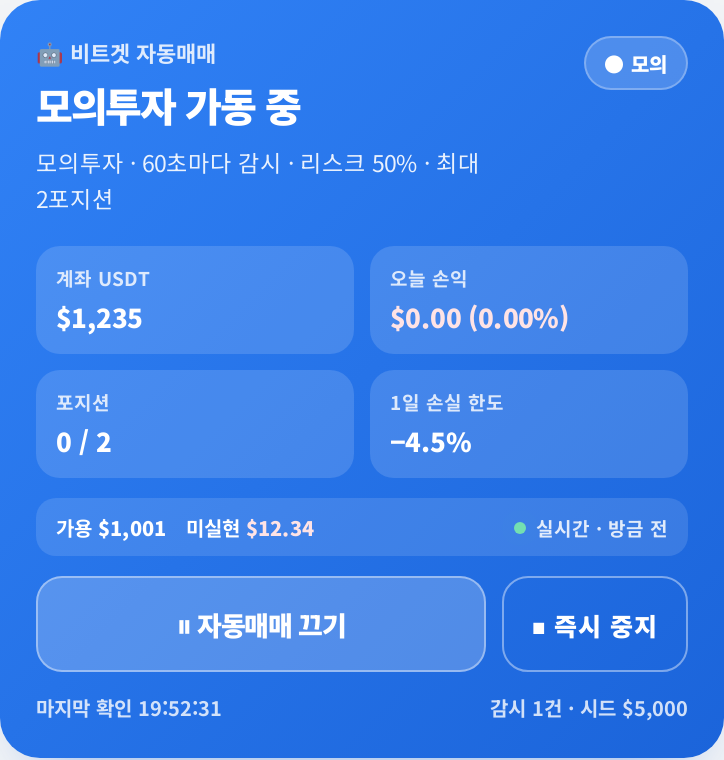 🤖 비트겟 자동매매
● 모의
모의투자 가동 중
모의투자 · 60초마다 감시 · 리스크 50% · 최대
2포지션
계좌 USDT
$1,235
오늘 손익
$0.00 (0.00%)
포지션
0 / 2
1일 손실 한도
−4.5%
가용 $1,001 미실현 $12.34
실시간 · 방금 전
⏸ 자동매매 끄기
■ 즉시 중지
마지막 확인 19:52:31
감시 1건 · 시드 $5,000